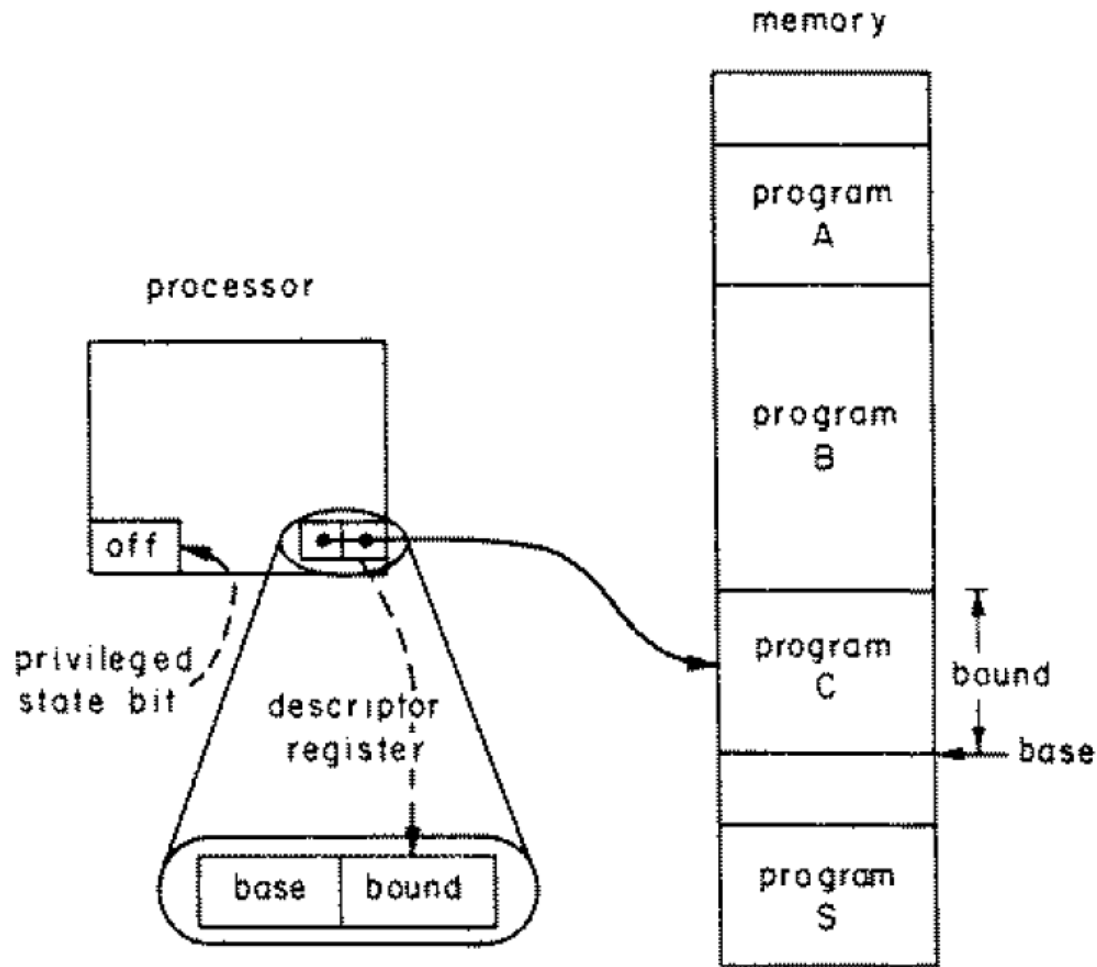 memory
program
A
processor
program
B
off
privileged
state bit
descriptor
register
program
C
bound
base
base
bound
program
S